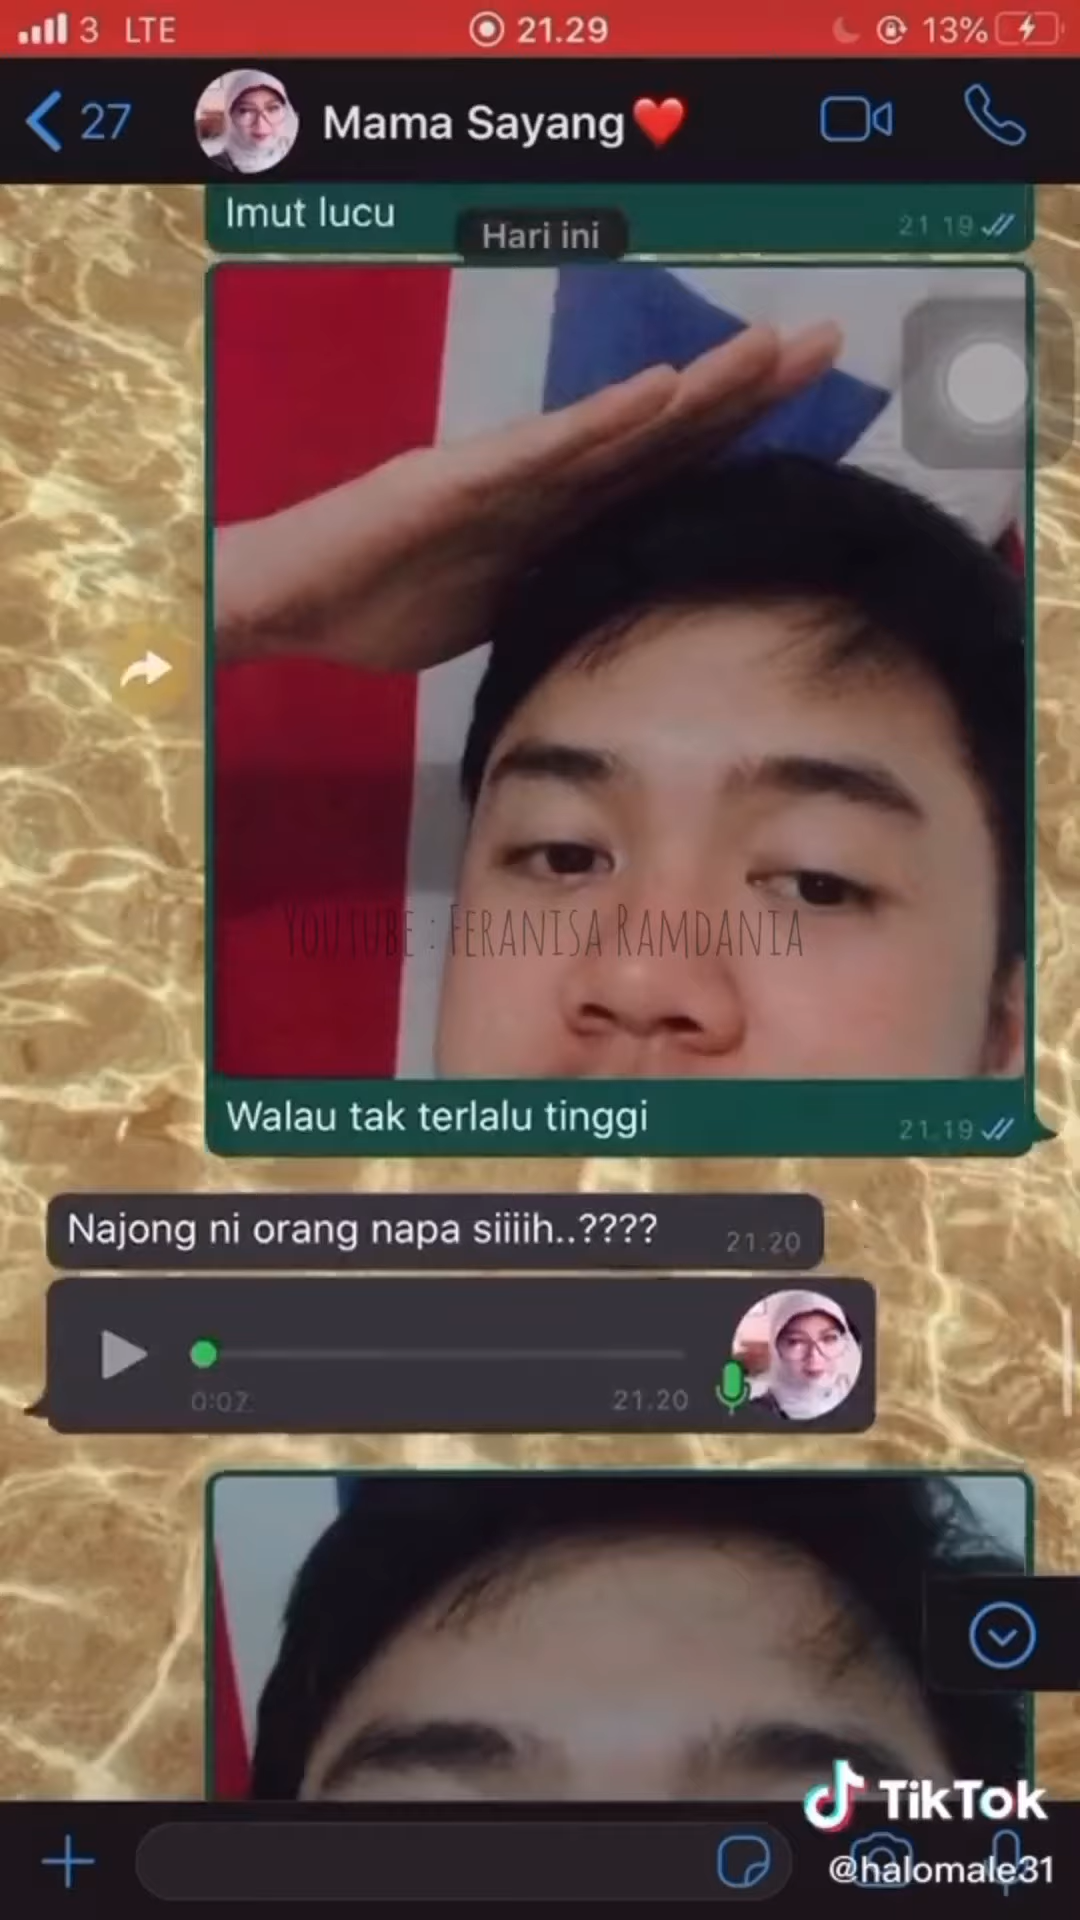 3 LTE 21.29 13%
27 Mama Sayang❤️
Imut lucu 21.19
Hari ini
YOUTUBE : FERANISA RAMDANIA
Walau tak terlalu tinggi 21.19
Najong ni orang napa siiiih..???? 21.20
0:07 21.20
TikTok
@halomale31